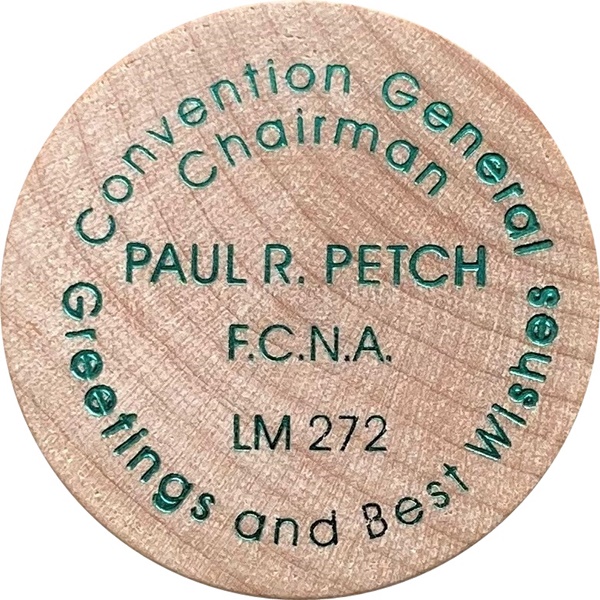 Convention General
Chairman
PAUL R. PETCH
F.C.N.A.
LM 272
Greetings and Best Wishes